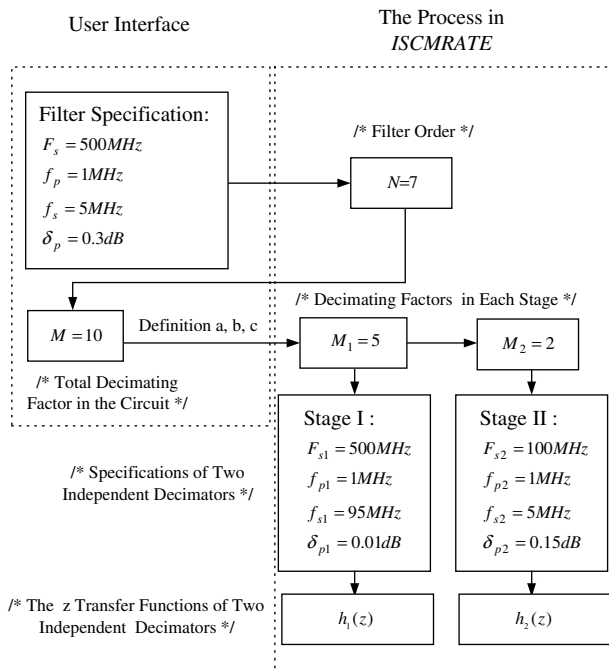 User Interface
The Process in
ISCMRATE
Filter Specification:
F_s = 500MHz
f_p = 1MHz
f_s = 5MHz
δ_p = 0.3dB
/* Filter Order */
N=7
/* Decimating Factors in Each Stage */
M = 10
Definition a, b, c
M_1 = 5
M_2 = 2
/* Total Decimating
Factor in the Circuit */
Stage I :
F_s1 = 500MHz
f_p1 = 1MHz
f_s1 = 95MHz
δ_p1 = 0.01dB
Stage II :
F_s2 = 100MHz
f_p2 = 1MHz
f_s2 = 5MHz
δ_p2 = 0.15dB
/* Specifications of Two
Independent Decimators */
/* The z Transfer Functions of Two
Independent Decimators */
h_1(z)
h_2(z)